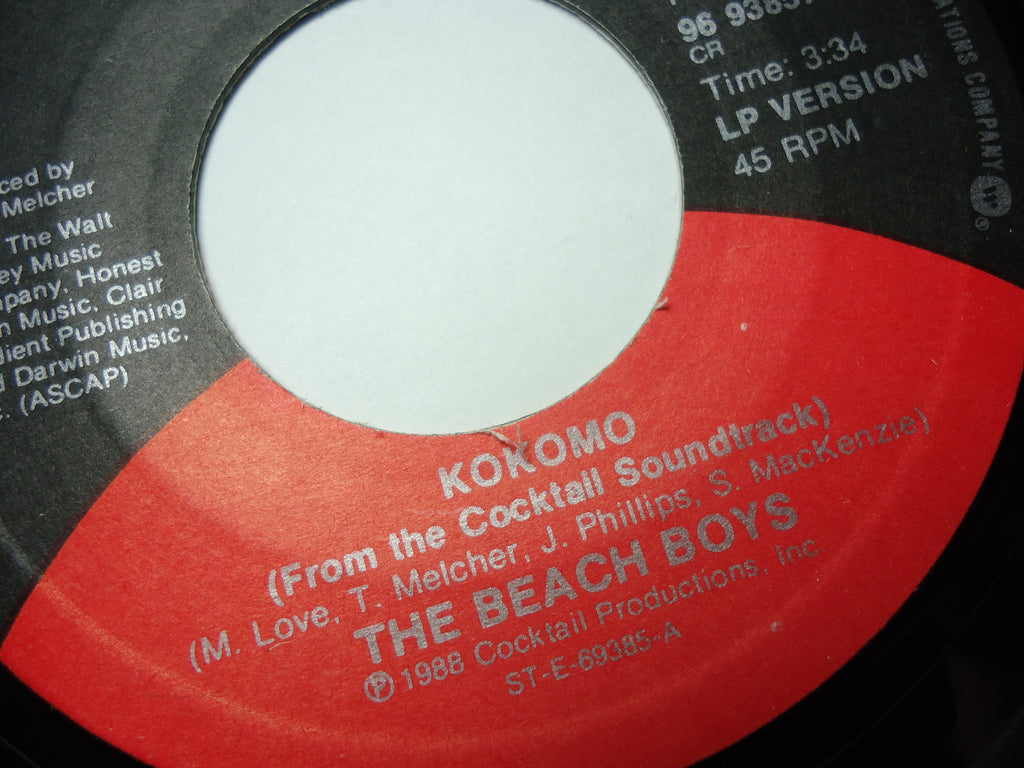 96 9385
CR
Time: 3:34
LP VERSION
45 RPM
ATIONS COMPANY
ced by
Melcher
The Walt
ey Music
pany, Honest
n Music, Clair
dient Publishing
d Darwin Music,
c. (ASCAP)
KOKOMO
(From the Cocktail Soundtrack)
(M. Love, T. Melcher, J. Phillips, S. MacKenzie)
THE BEACH BOYS
℗ 1988 Cocktail Productions, Inc.
ST-E-69385-A